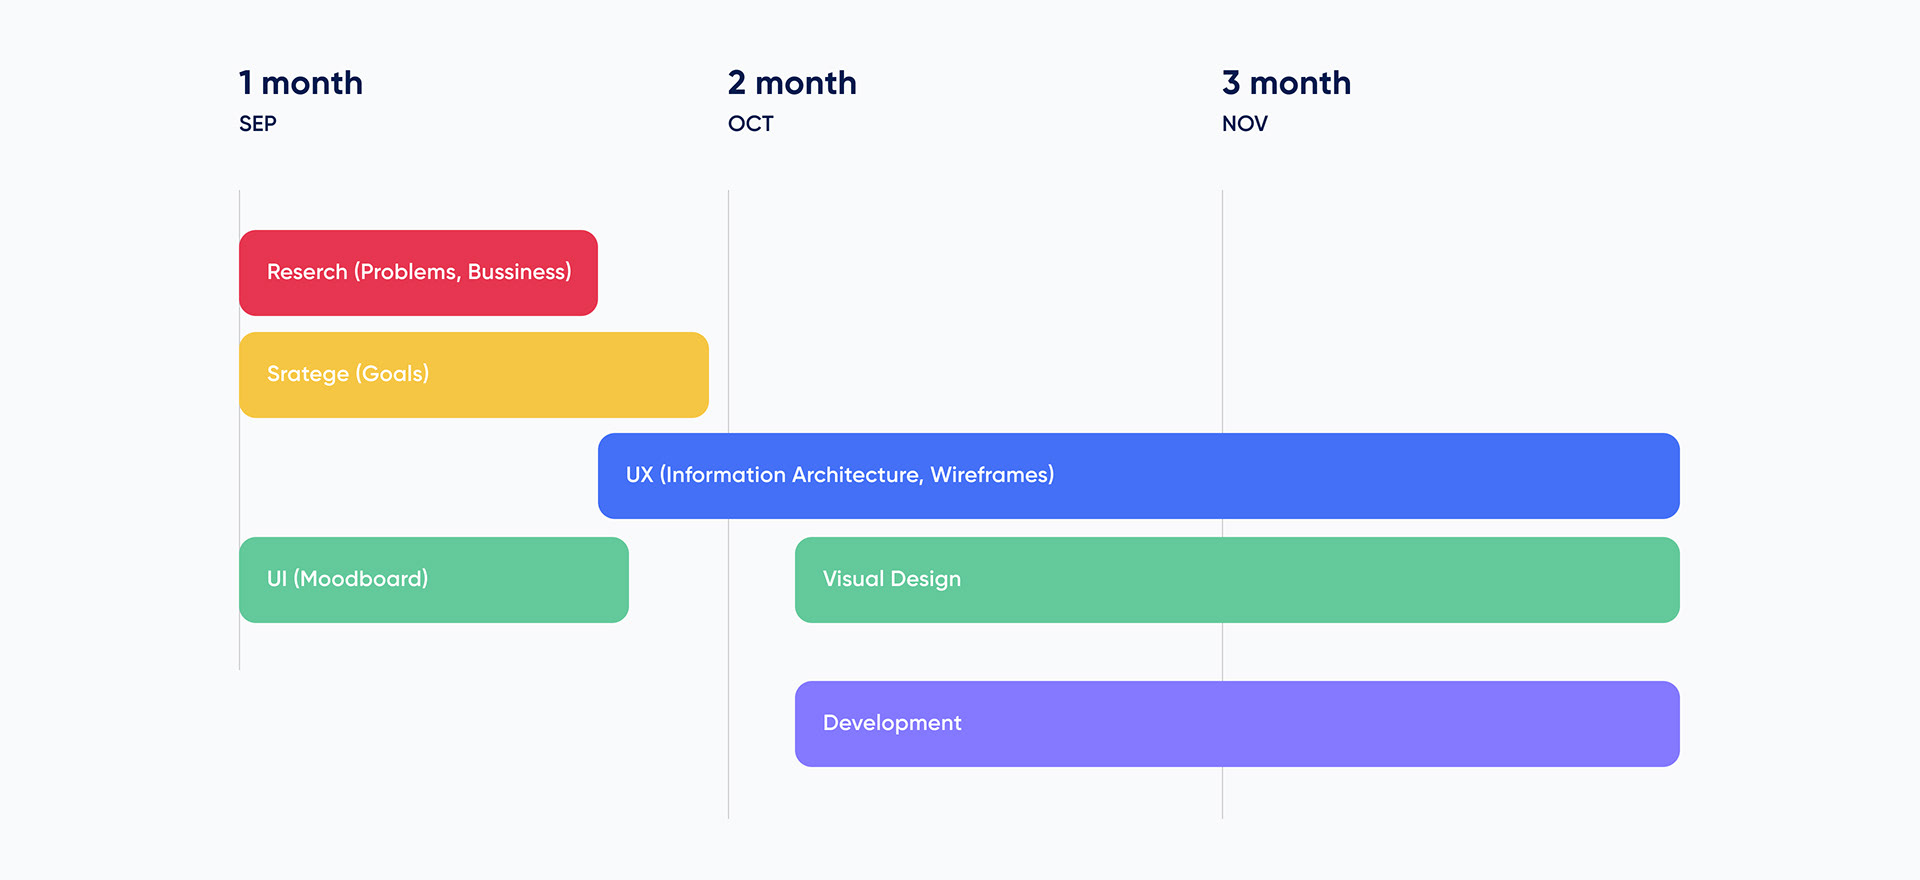 1 month
SEP
2 month
OCT
3 month
NOV
Reserch (Problems, Bussiness)
Sratege (Goals)
UX (Information Architecture, Wireframes)
UI (Moodboard)
Visual Design
Development